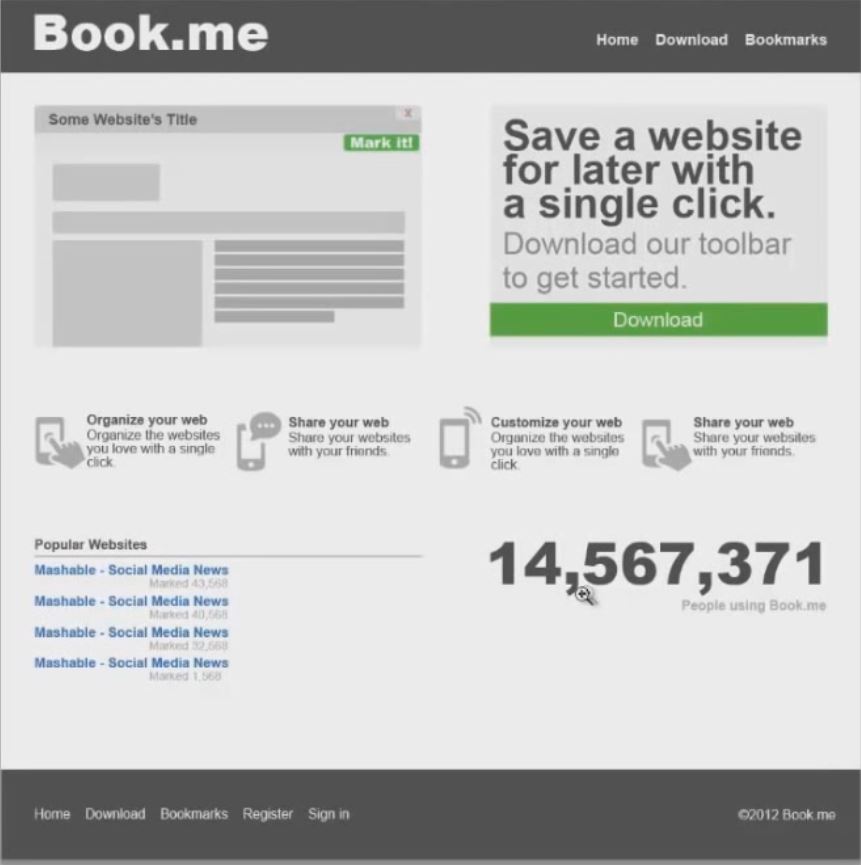 Book.me
Home Download Bookmarks
Some Website's Title
X
Mark it!
Save a website
for later with
a single click.
Download our toolbar
to get started.
Download
Organize your web
Organize the websites
you love with a single
click.
Share your web
Share your websites
with your friends.
Customize your web
Organize the websites
you love with a single
click.
Share your web
Share your websites
with your friends.
Popular Websites
Mashable - Social Media News
Marked 43,568
Mashable - Social Media News
Marked 40,568
Mashable - Social Media News
Marked 32,568
Mashable - Social Media News
Marked 1,568
14,567,371
People using Book.me
Home Download Bookmarks Register Sign in
©2012 Book.me